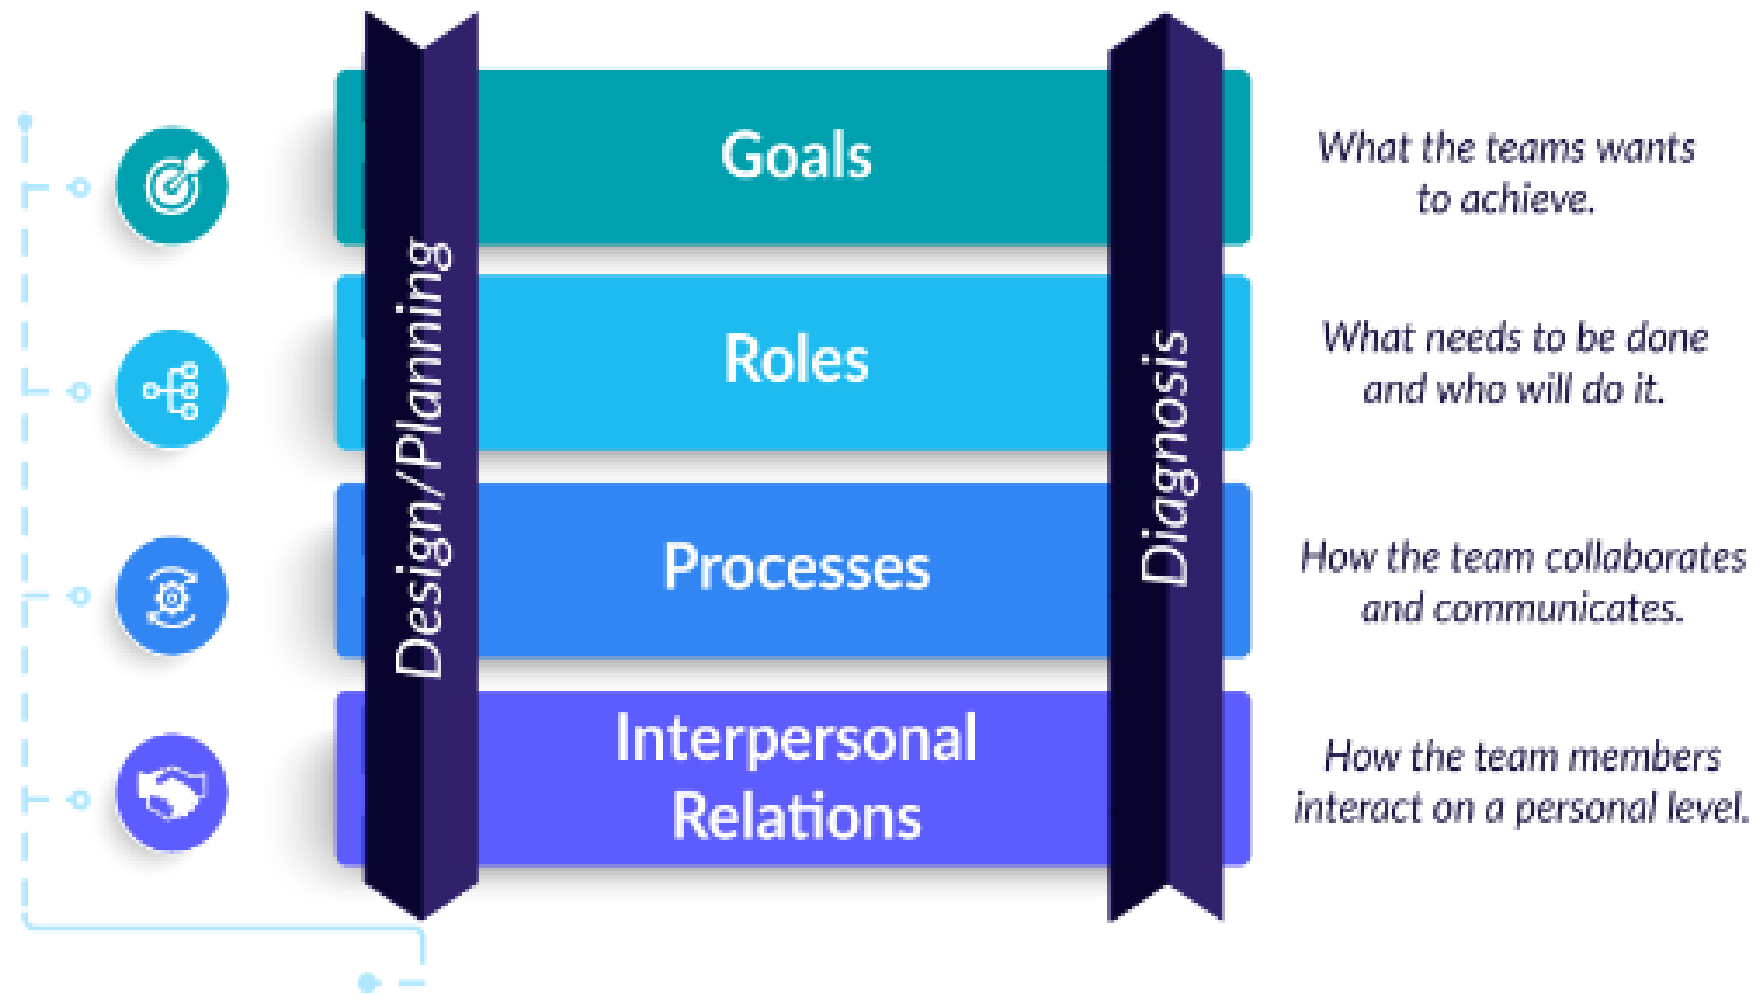 Design/Planning
Diagnosis
Goals
What the teams wants
to achieve.
Roles
What needs to be done
and who will do it.
Processes
How the team collaborates
and communicates.
Interpersonal
Relations
How the team members
interact on a personal level.